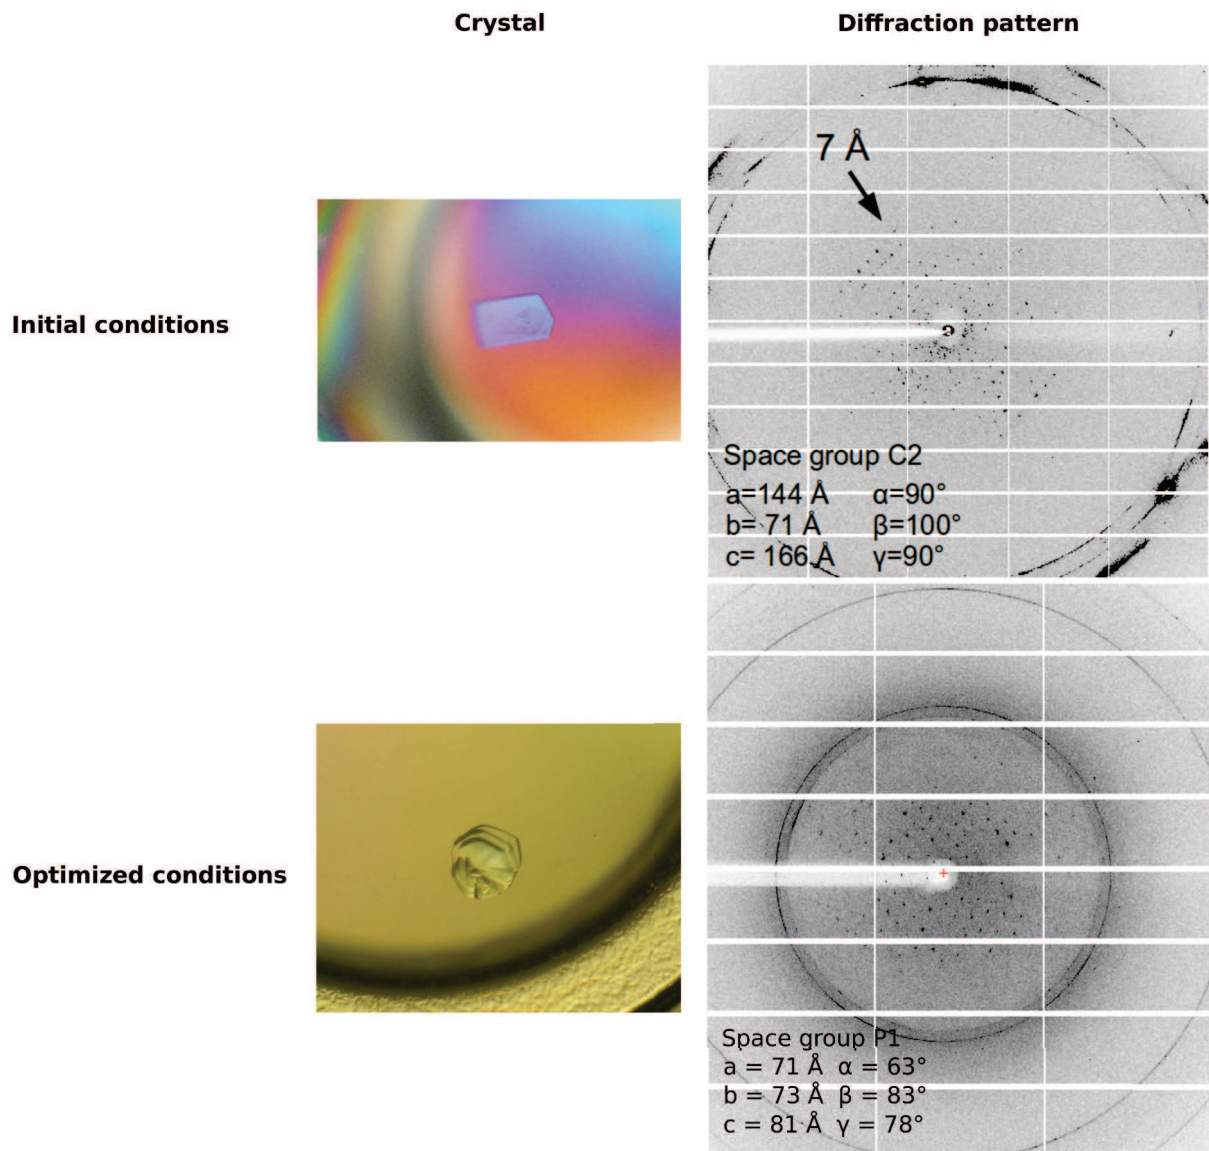 Crystal
Diffraction pattern
Initial conditions
7 Å
Space group C2
a=144 Å α=90°
b= 71 Å β=100°
c= 166 Å γ=90°
Optimized conditions
Space group P1
a = 71 Å α = 63°
b = 73 Å β = 83°
c = 81 Å γ = 78°